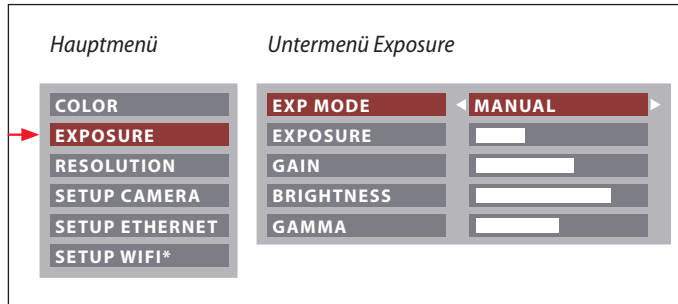 Hauptmenü
Untermenü Exposure
COLOR
EXPOSURE
RESOLUTION
SETUP CAMERA
SETUP ETHERNET
SETUP WIFI*
EXP MODE MANUAL
EXPOSURE
GAIN
BRIGHTNESS
GAMMA